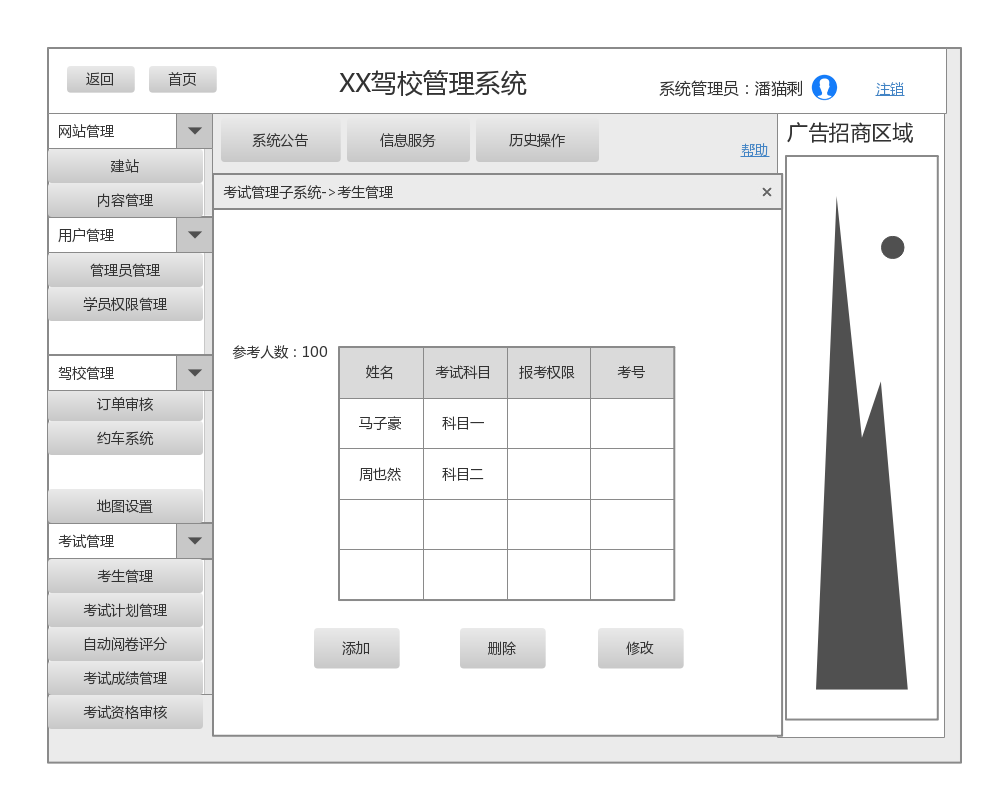 返回
首页
XX驾校管理系统
系统管理员：潘猫剩
注销
网站管理
建站
内容管理
用户管理
管理员管理
学员权限管理
驾校管理
订单审核
约车系统
地图设置
考试管理
考生管理
考试计划管理
自动阅卷评分
考试成绩管理
考试资格审核
系统公告
信息服务
历史操作
帮助
考试管理子系统->考生管理
×
参考人数：100
姓名 考试科目 报考权限 考号
马子豪 科目一
周也然 科目二
添加
删除
修改
广告招商区域